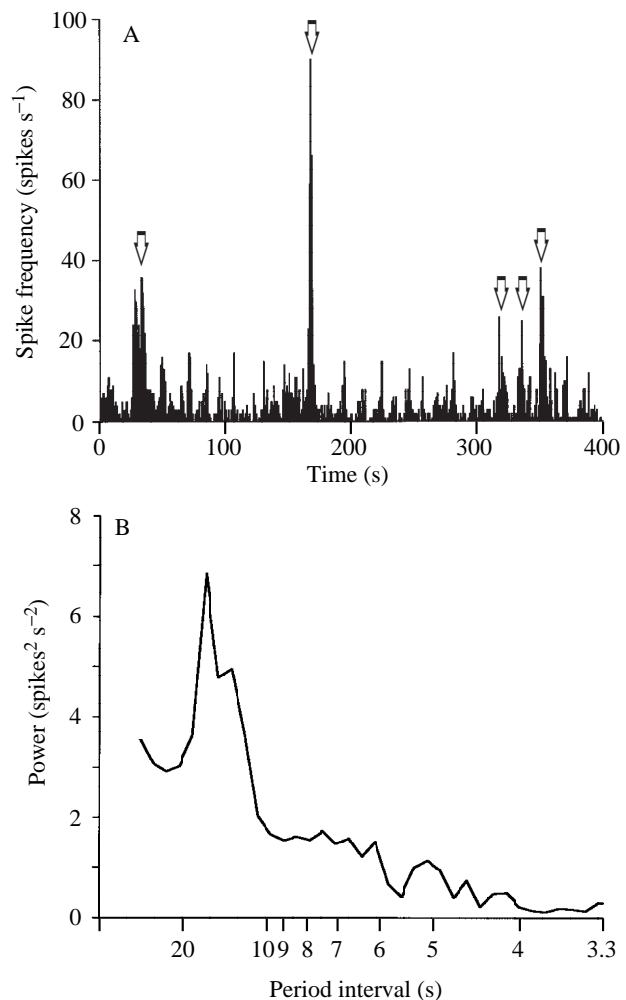 A
Spike frequency (spikes s⁻¹)
100
80
60
40
20
0
0 100 200 300 400
Time (s)
B
Power (spikes² s⁻²)
8
6
4
2
0
20 10 9 8 7 6 5 4 3.3
Period interval (s)